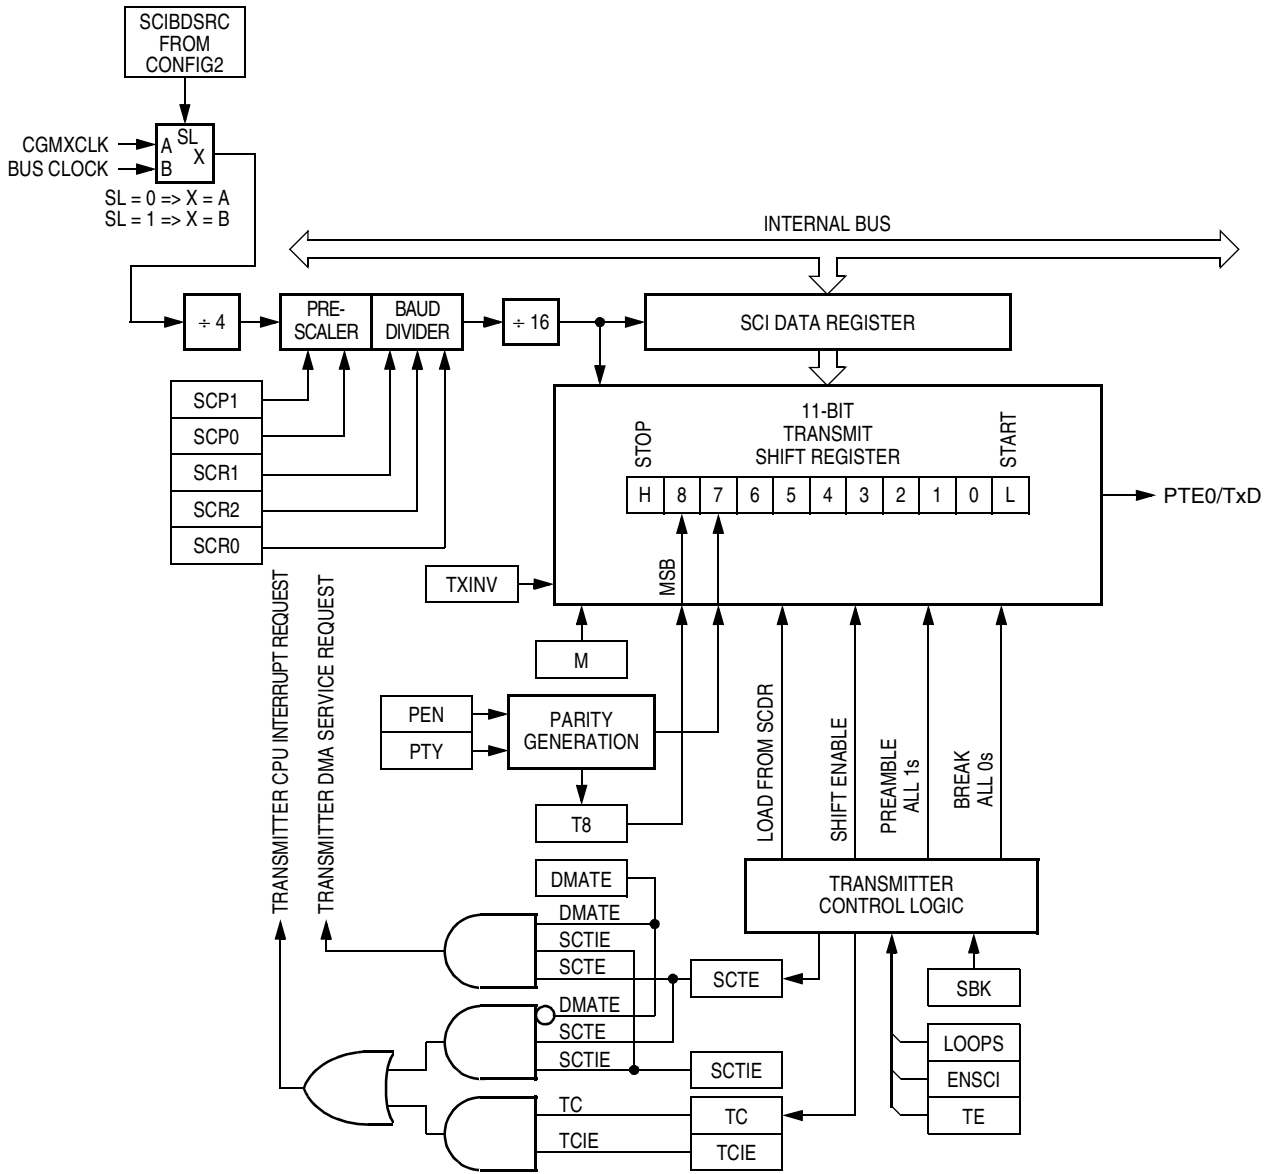 SCIBDSRC
FROM
CONFIG2
CGMXCLK
BUS CLOCK
A
B
SL
X
SL = 0 => X = A
SL = 1 => X = B
INTERNAL BUS
÷ 4
PRE-
SCALER
BAUD
DIVIDER
÷ 16
SCI DATA REGISTER
SCP1
SCP0
SCR1
SCR2
SCR0
11-BIT
TRANSMIT
SHIFT REGISTER
STOP
START
H 8 7 6 5 4 3 2 1 0 L
PTE0/TxD
TXINV
MSB
M
PEN
PTY
PARITY
GENERATION
T8
LOAD FROM SCDR
SHIFT ENABLE
PREAMBLE
ALL 1s
BREAK
ALL 0s
TRANSMITTER CPU INTERRUPT REQUEST
TRANSMITTER DMA SERVICE REQUEST
TRANSMITTER
CONTROL LOGIC
DMATE
DMATE
SCTIE
SCTE
SCTE
DMATE
SCTE
SCTIE
SCTIE
TC
TCIE
TC
TCIE
SBK
LOOPS
ENSCI
TE